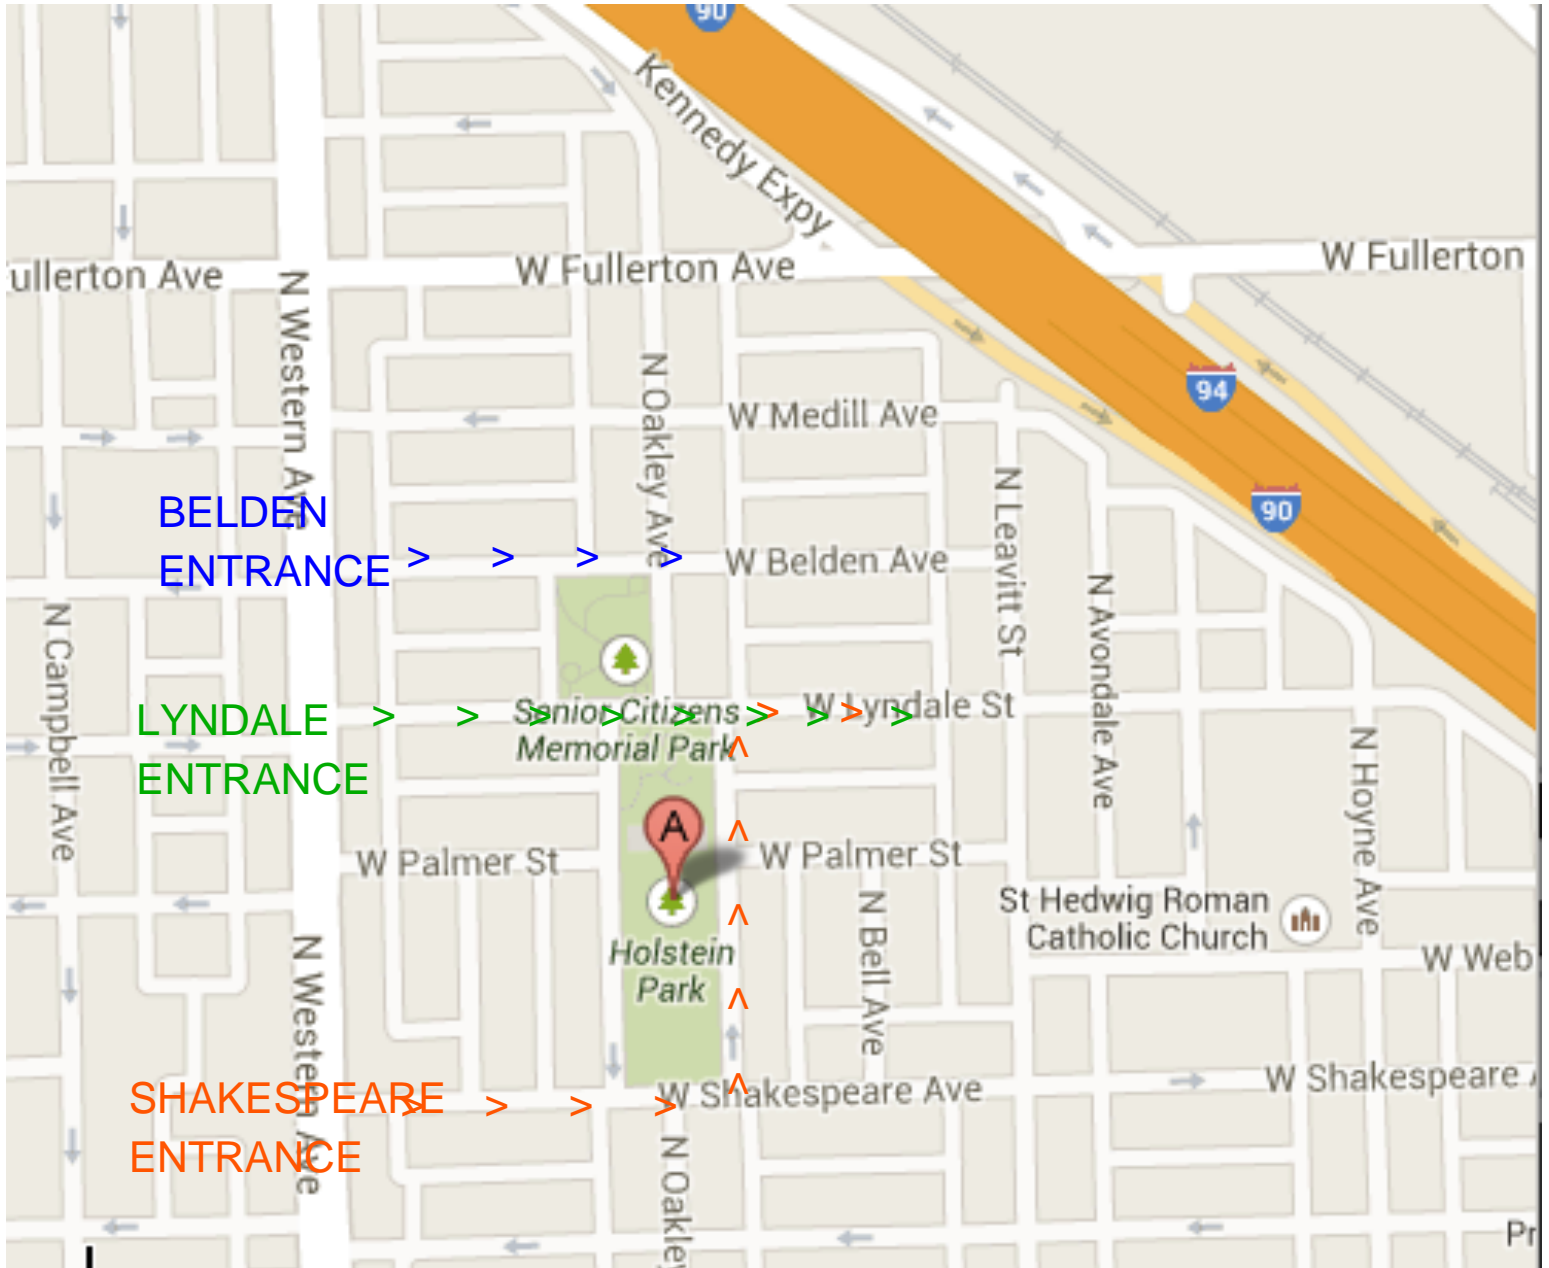 90
Kennedy Expy
ullerton Ave
W Fullerton Ave
W Fullerton
N Western Ave
N Oakley Ave
94
W Medill Ave
90
N Leavitt St
BELDEN
ENTRANCE > > > >
W Belden Ave
N Campbell Ave
N Avondale Ave
LYNDALE
ENTRANCE
> > > > > > > >
> >
Senior Citizens
Memorial Park
W Lyndale St
N Hoyne Ave
A
W Palmer St
W Palmer St
^
^
^
^
^
N Bell Ave
St Hedwig Roman
Catholic Church
Holstein
Park
W Web
N Western Ave
SHAKESPEARE
ENTRANCE
> > > >
W Shakespeare Ave
W Shakespeare
N Oakley
Pr